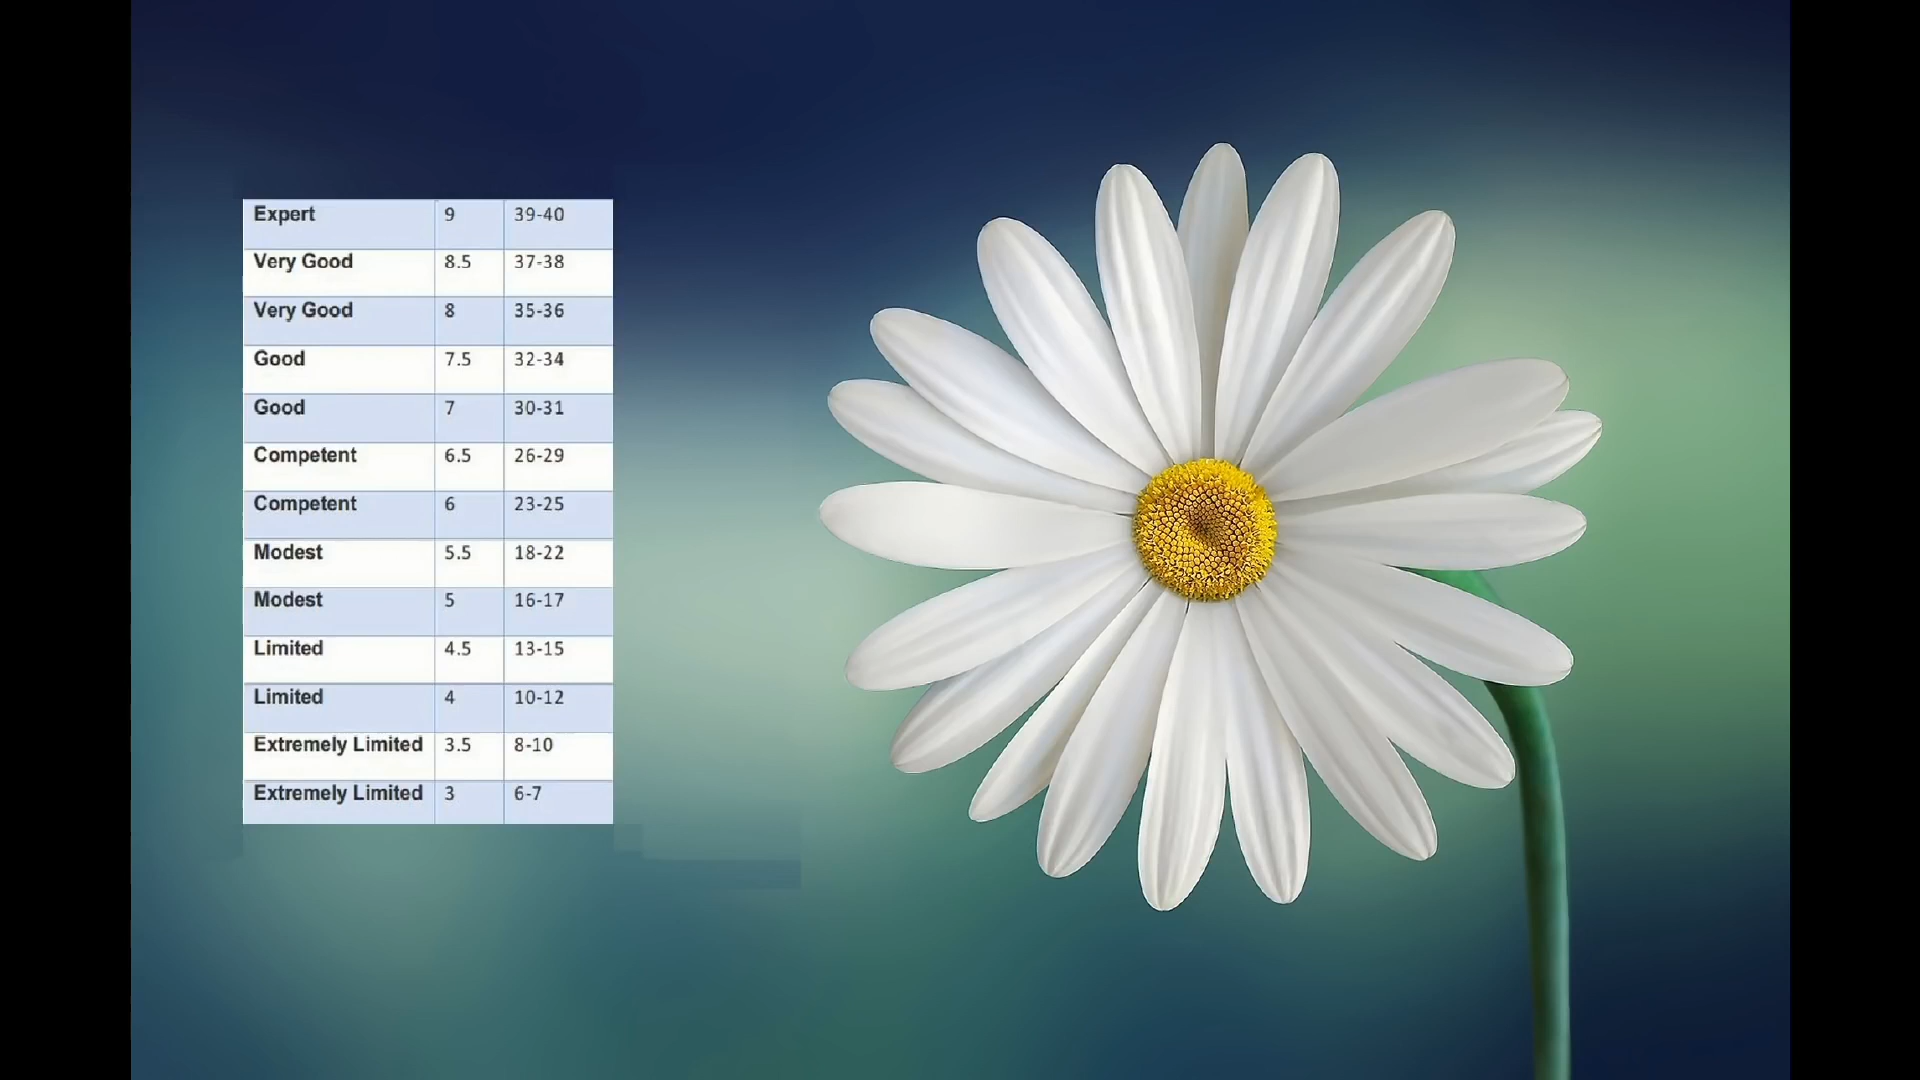 Expert 9 39-40
Very Good 8.5 37-38
Very Good 8 35-36
Good 7.5 32-34
Good 7 30-31
Competent 6.5 26-29
Competent 6 23-25
Modest 5.5 18-22
Modest 5 16-17
Limited 4.5 13-15
Limited 4 10-12
Extremely Limited 3.5 8-10
Extremely Limited 3 6-7